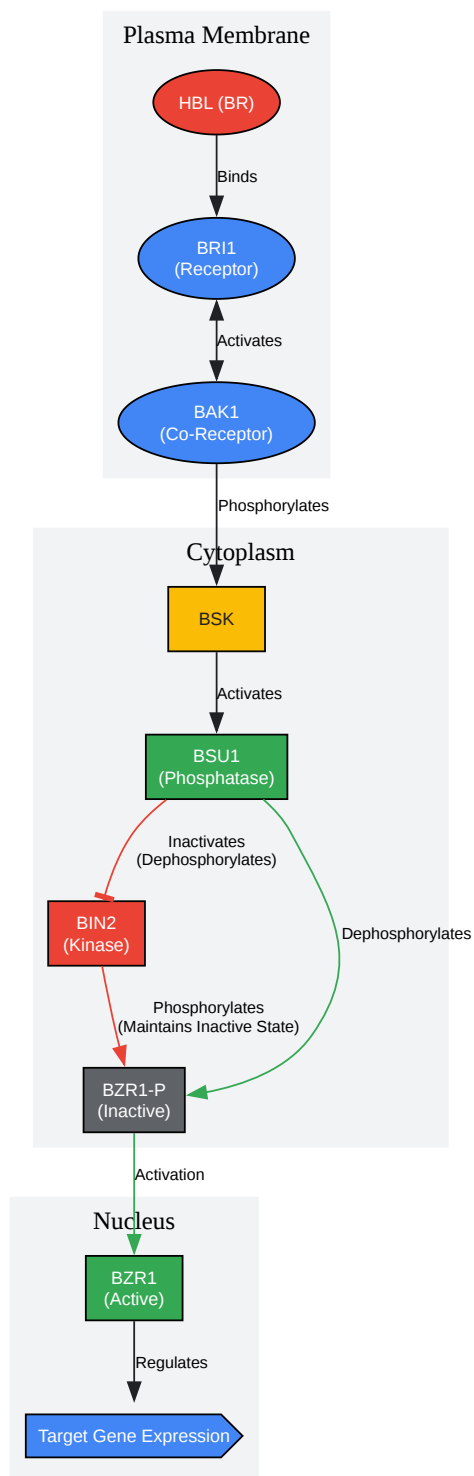 Plasma Membrane
HBL (BR)
Binds
BRI1
(Receptor)
Activates
BAK1
(Co-Receptor)
Phosphorylates
Cytoplasm
BSK
Activates
BSU1
(Phosphatase)
Inactivates
(Dephosphorylates)
BIN2
(Kinase)
Dephosphorylates
Phosphorylates
(Maintains Inactive State)
BZR1-P
(Inactive)
Activation
Nucleus
BZR1
(Active)
Regulates
Target Gene Expression